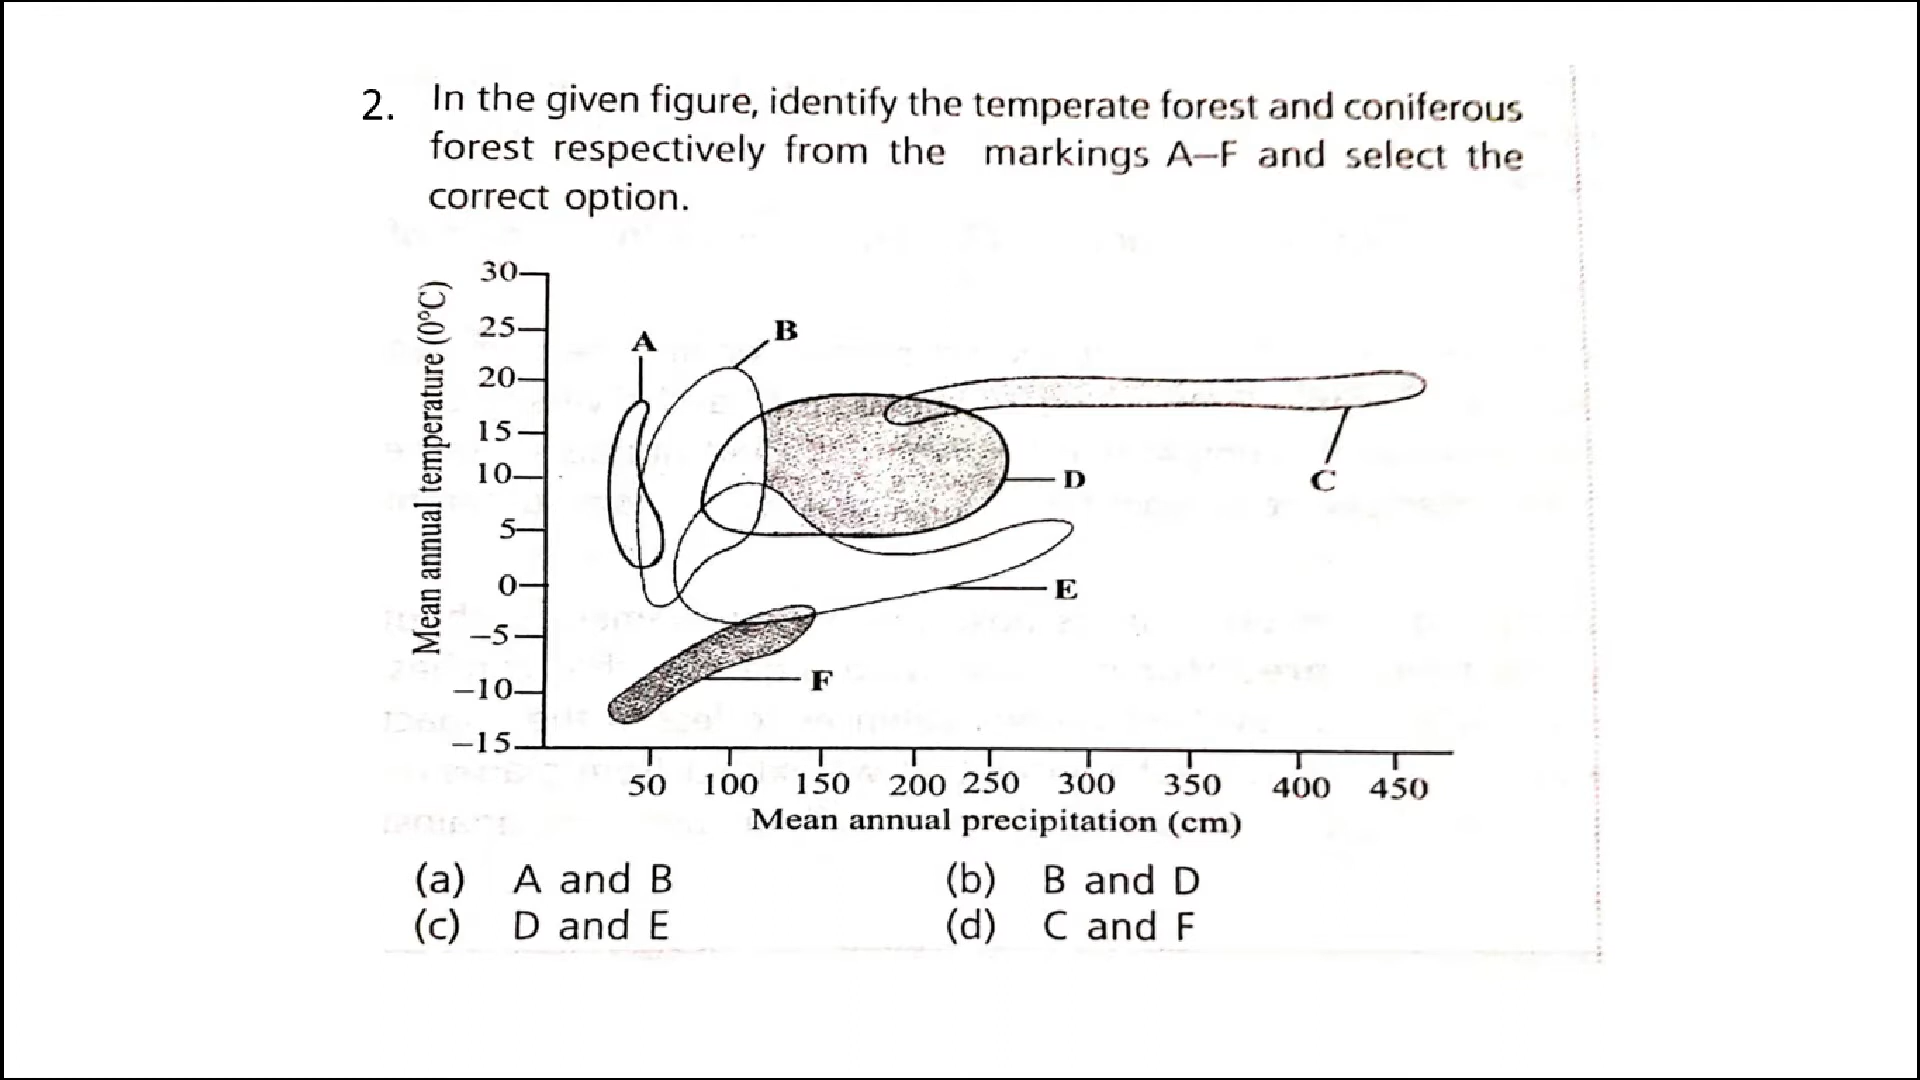 2. In the given figure, identify the temperate forest and coniferous
forest respectively from the markings A–F and select the
correct option.
Mean annual temperature (0°C)
30
25
20
15
10
5
0
–5
–10
–15
A
B
C
D
E
F
50 100 150 200 250 300 350 400 450
Mean annual precipitation (cm)
(a) A and B (b) B and D
(c) D and E (d) C and F